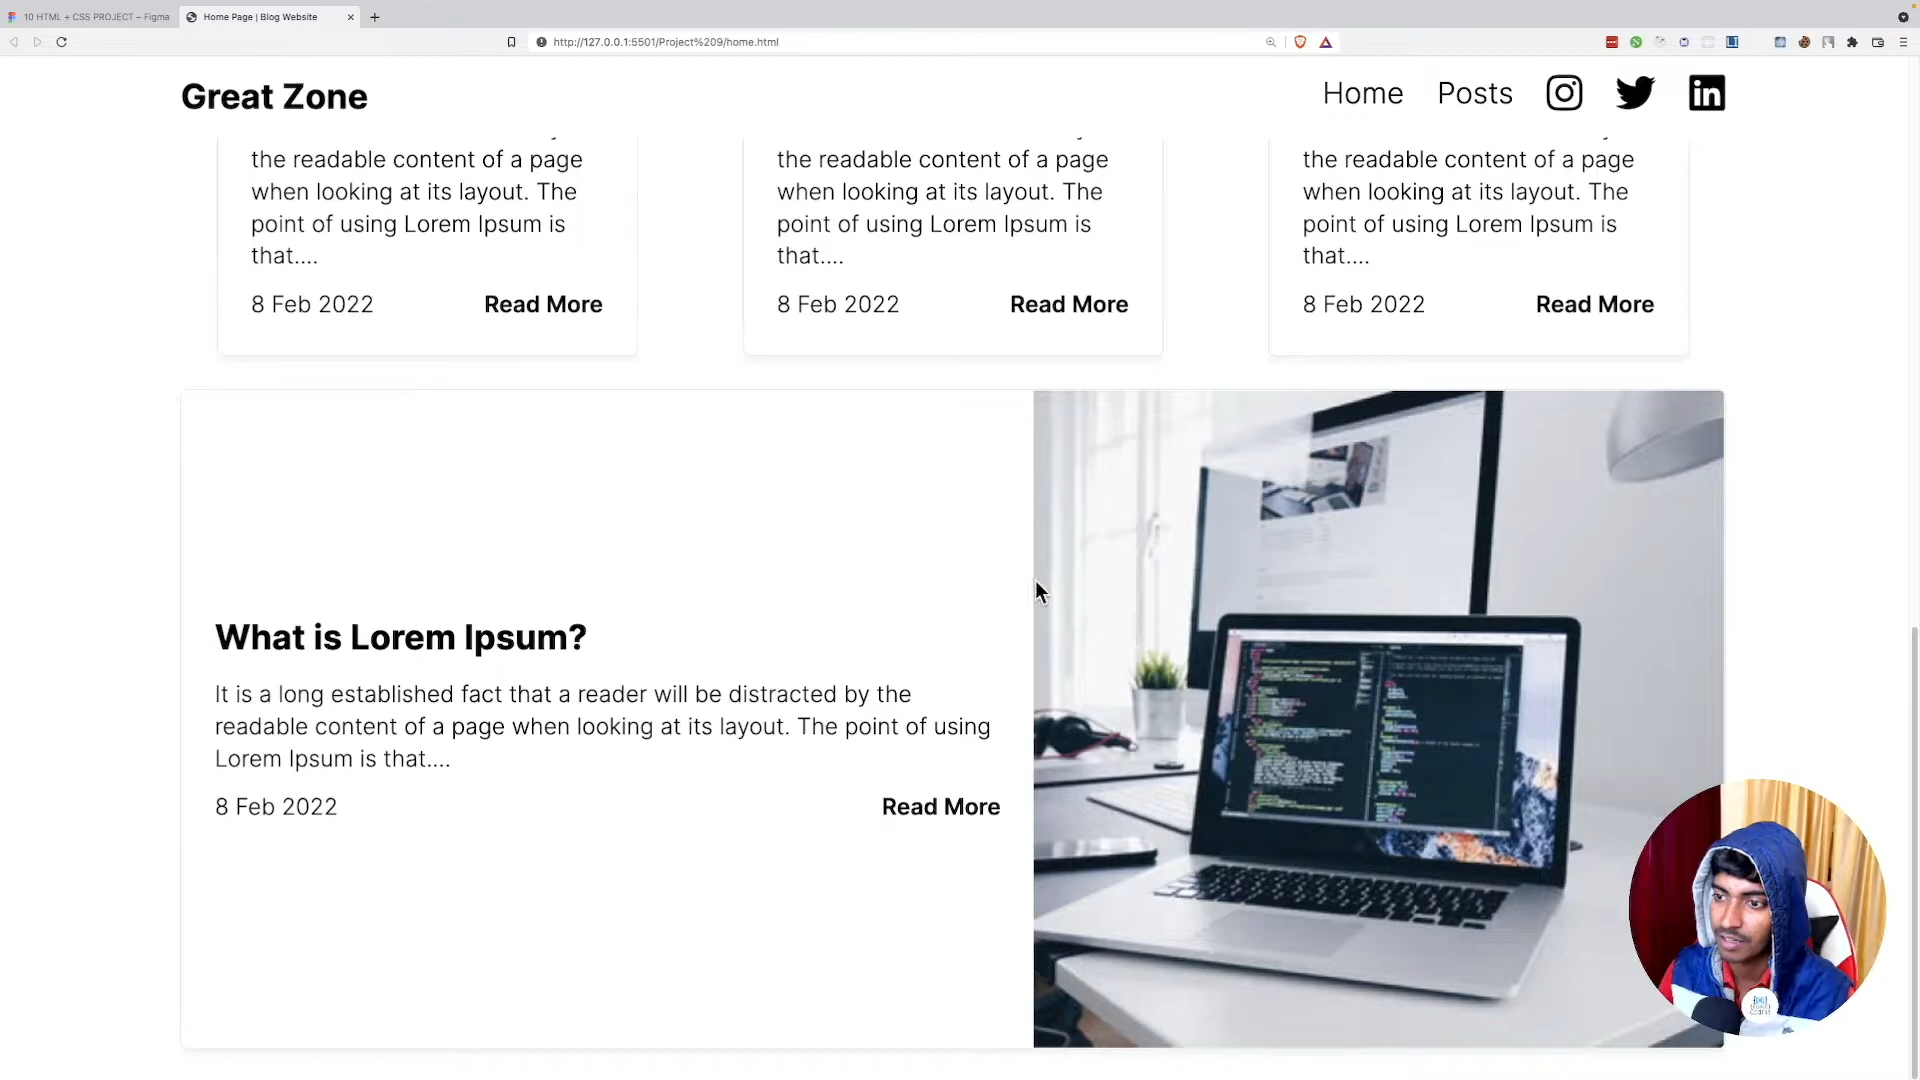 10 HTML + CSS PROJECT – Figma
Home Page | Blog Website
http://127.0.0.1:5501/Project%209/home.html
Great Zone
Home
Posts
the readable content of a page
when looking at its layout. The
point of using Lorem Ipsum is
that....
8 Feb 2022
Read More
the readable content of a page
when looking at its layout. The
point of using Lorem Ipsum is
that....
8 Feb 2022
Read More
the readable content of a page
when looking at its layout. The
point of using Lorem Ipsum is
that....
8 Feb 2022
Read More
What is Lorem Ipsum?
It is a long established fact that a reader will be distracted by the
readable content of a page when looking at its layout. The point of using
Lorem Ipsum is that....
8 Feb 2022
Read More